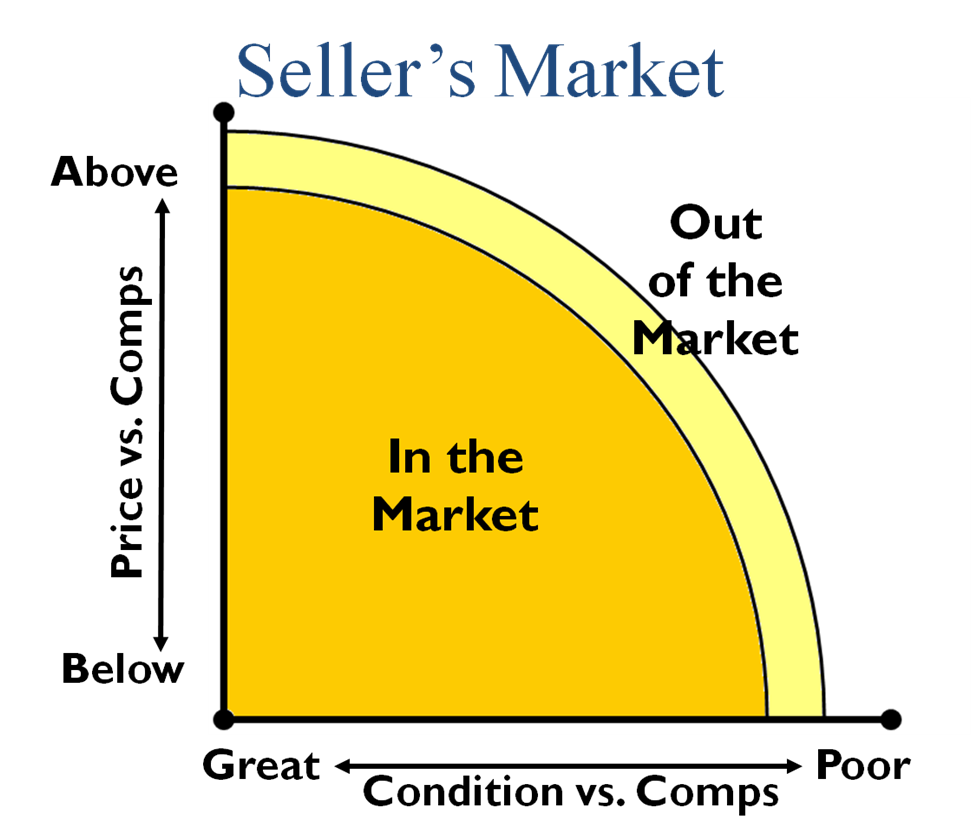 Seller’s Market
Above
Out
of the
Market
Price vs. Comps
In the
Market
Below
Great
Poor
Condition vs. Comps